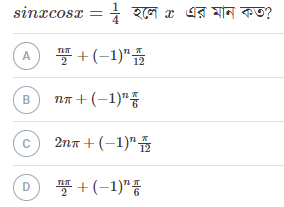 sinxcosx = 1/4 হলে x এর মান কত?
A nπ/2 + (−1)^n π/12
B nπ + (−1)^n π/6
C 2nπ + (−1)^n π/12
D nπ/2 + (−1)^n π/6